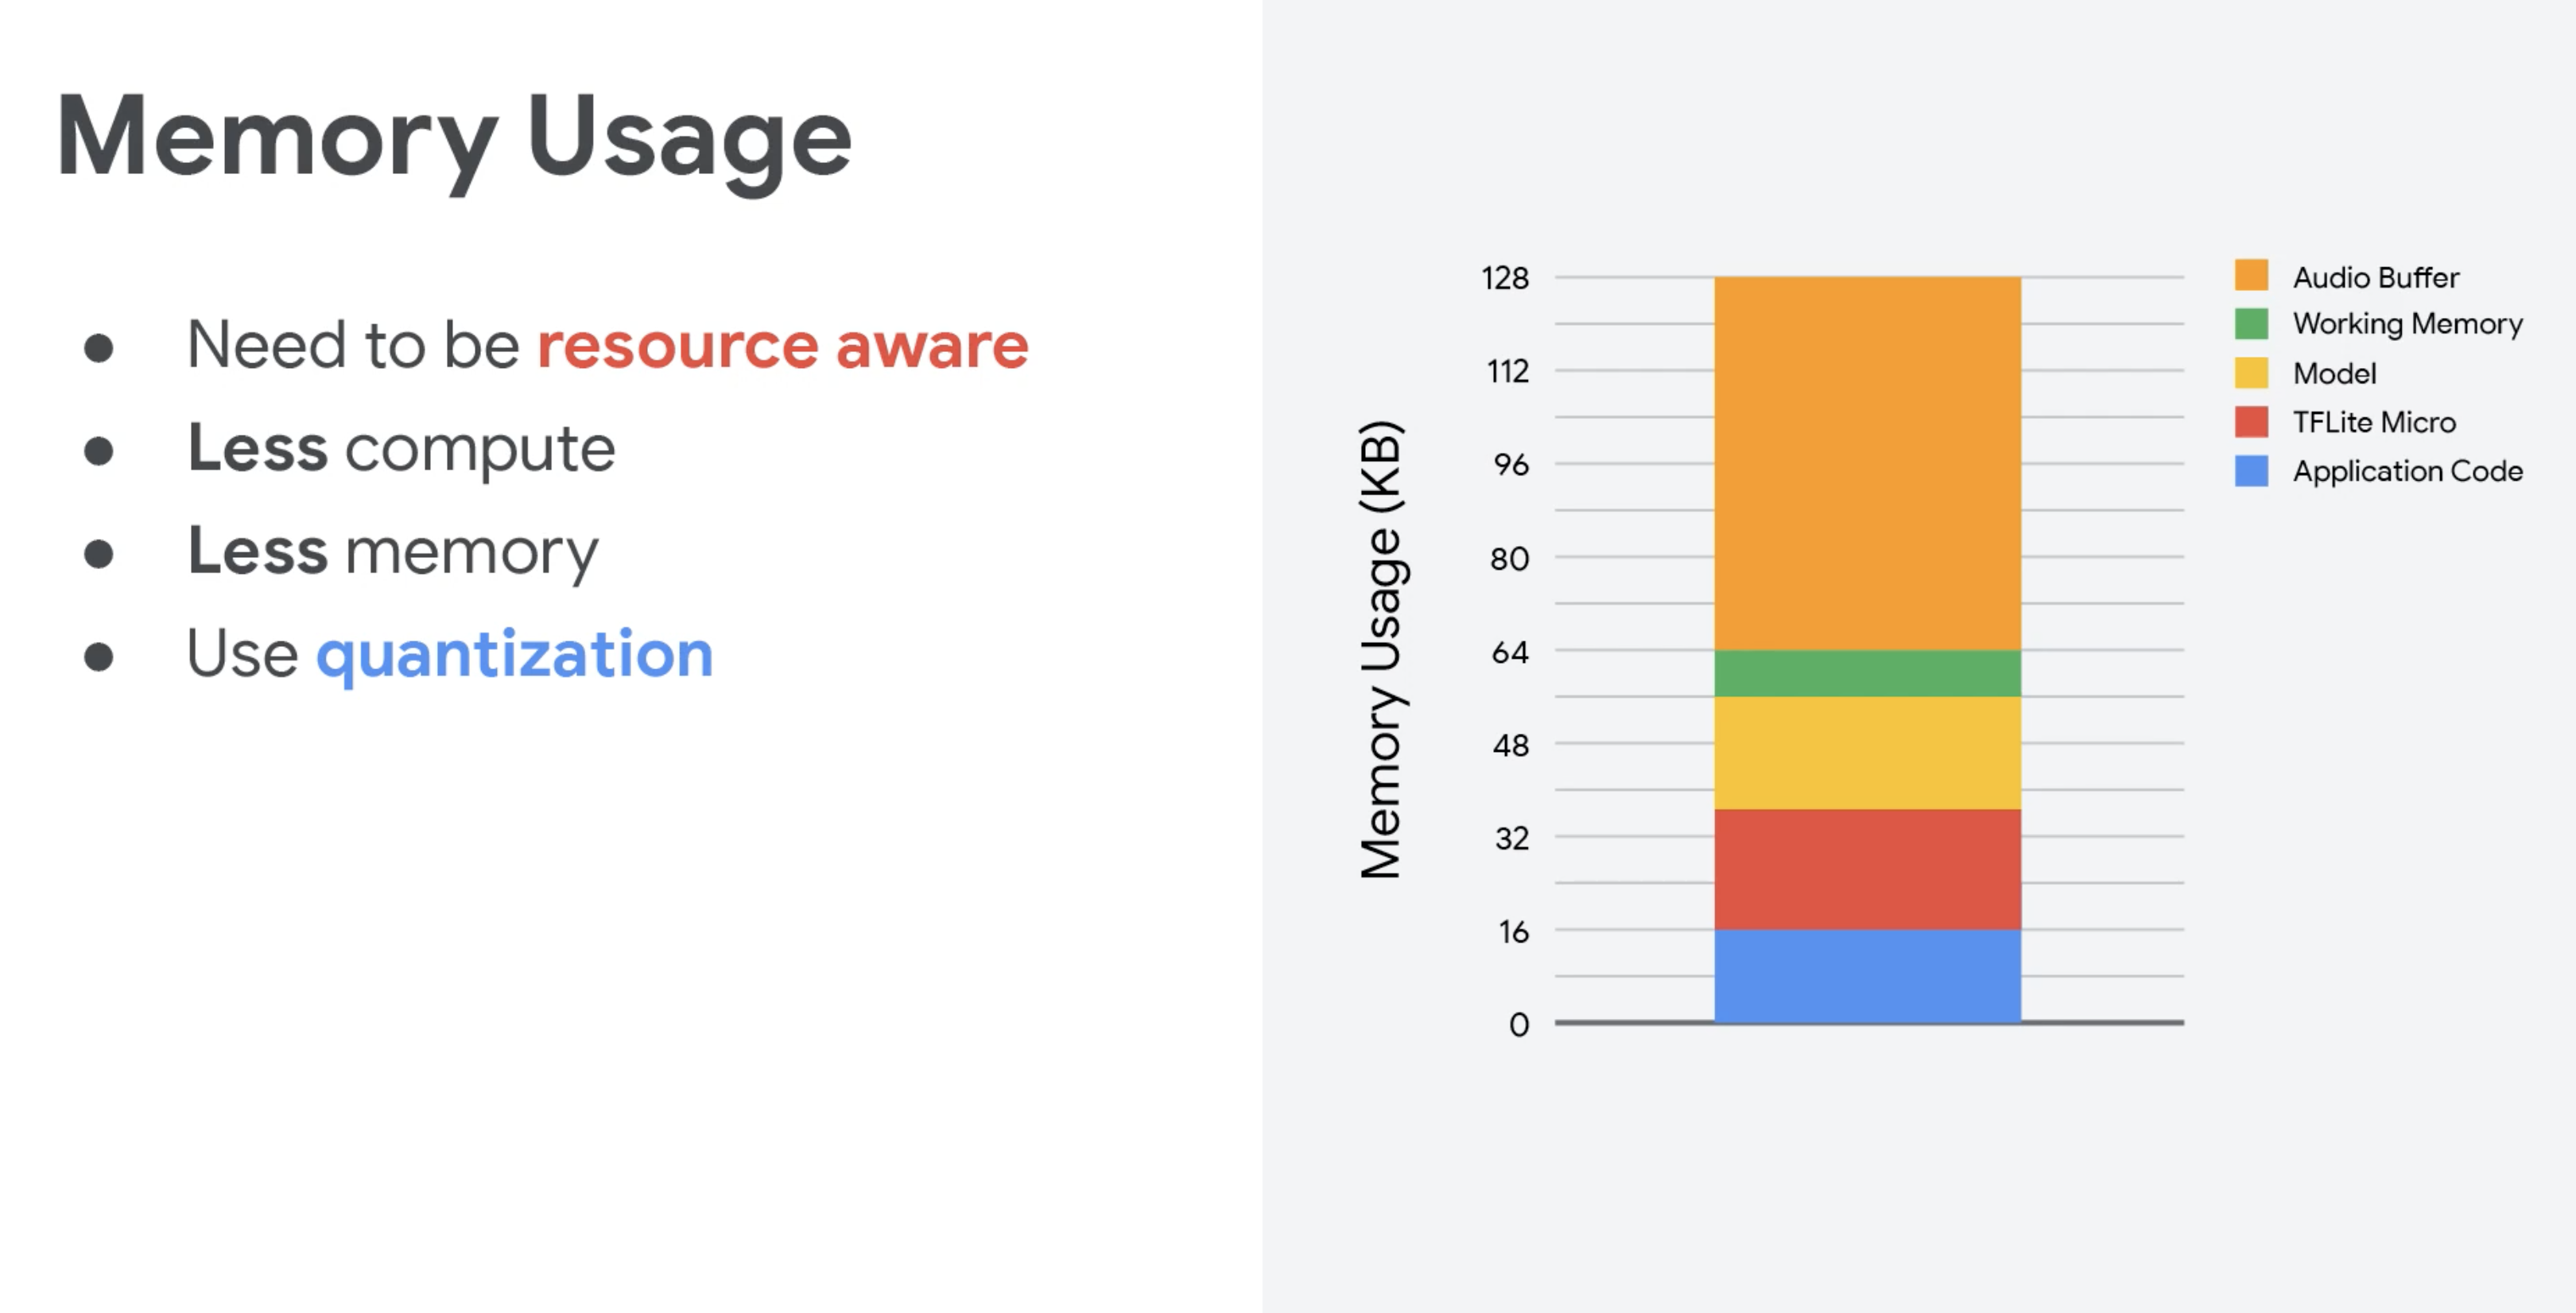 Memory Usage
● Need to be resource aware
● Less compute
● Less memory
● Use quantization
Memory Usage (KB)
128
112
96
80
64
48
32
16
0
Audio Buffer
Working Memory
Model
TFLite Micro
Application Code